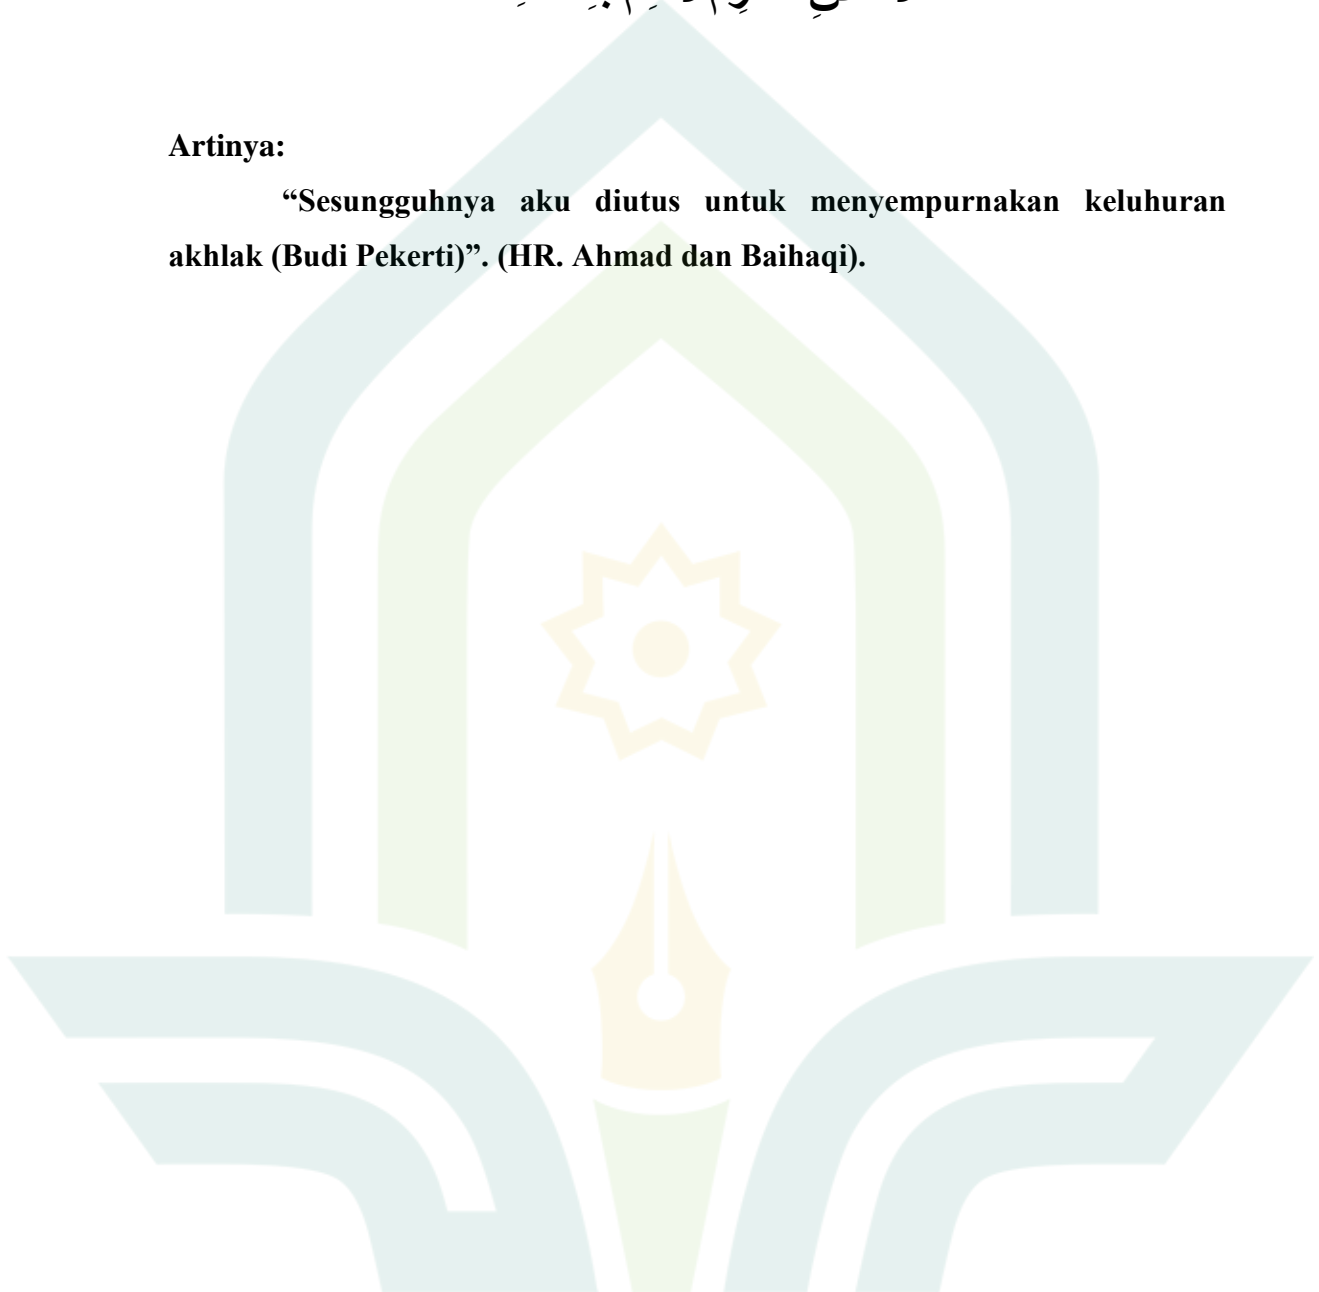 Artinya:
“Sesungguhnya aku diutus untuk menyempurnakan keluhuran
akhlak (Budi Pekerti)”. (HR. Ahmad dan Baihaqi).